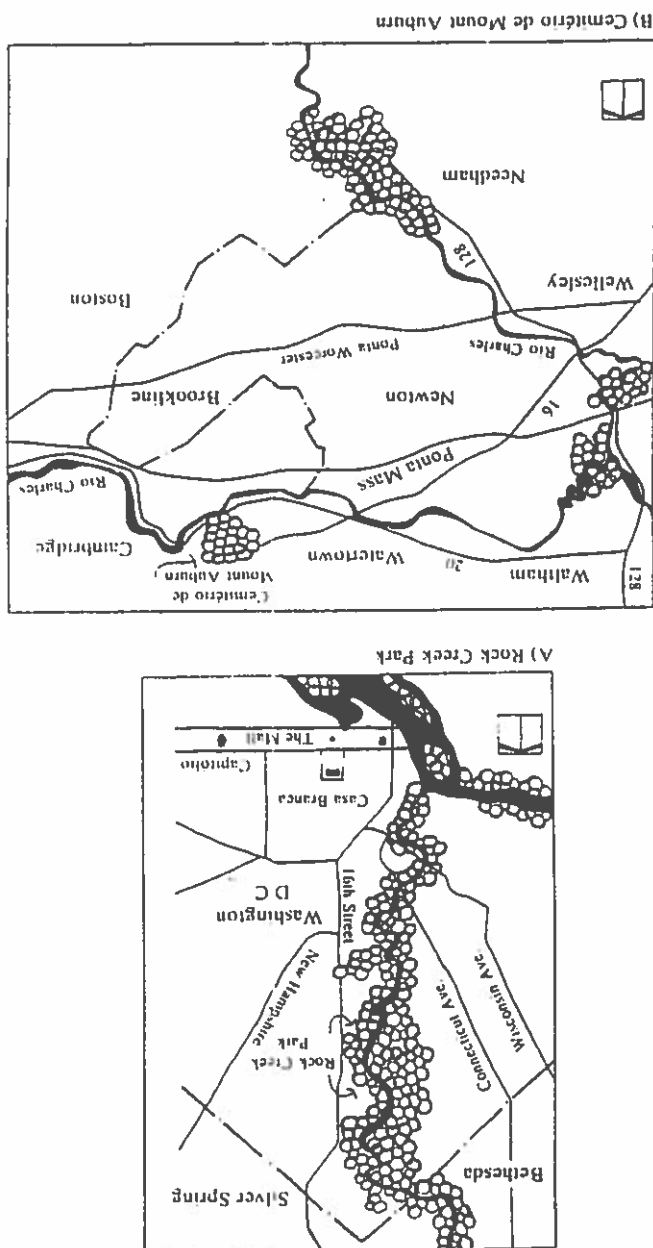 Silver Spring
Bethesda
Rock Creek
Park
New Hampshire
Connecticut Ave.
Wisconsin Ave.
16th Street
Washington
D C
Casa Branca
Capitólio
The Mall
A) Rock Creek Park
128
Waltham
20
Watertown
Cemitério de
Mount Auburn
Cambridge
Rio Charles
Ponta Mass
16
Newton
Brookline
Ponta Worcester
Rio Charles
Wellesley
Boston
128
Needham
B) Cemitério de Mount Auburn